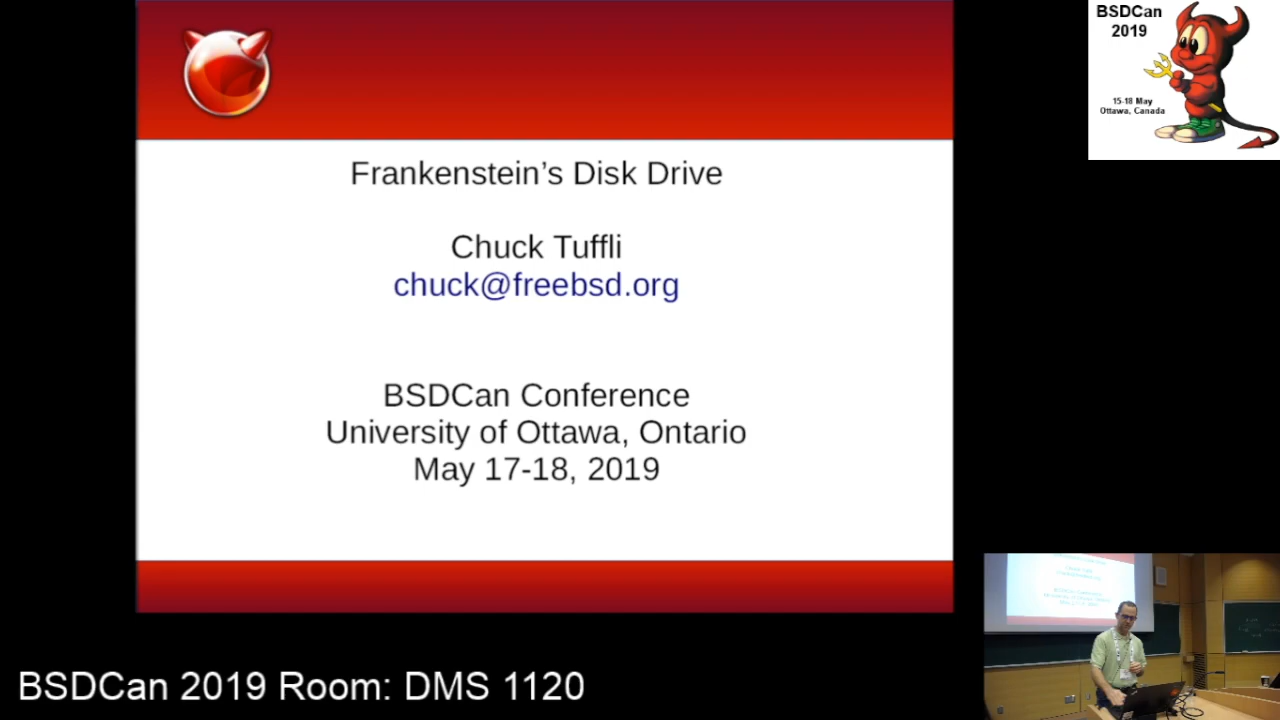 Frankenstein's Disk Drive
Chuck Tuffli
chuck@freebsd.org
BSDCan Conference
University of Ottawa, Ontario
May 17-18, 2019
BSDCan
2019
15-18 May
Ottawa, Canada
BSDCan 2019 Room: DMS 1120